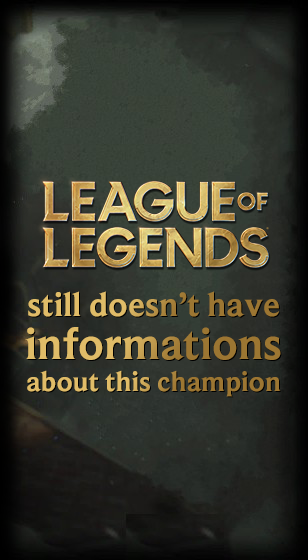 LEAGUE OF
LEGENDS
still doesn't have
informations
about this champion